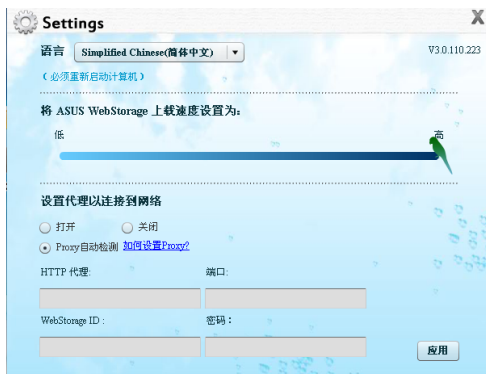 Settings
X
语言 Simplified Chinese(简体中文) V3.0.110.223
(必须重新启动计算机)
将 ASUS WebStorage 上载速度设置为:
低 高
设置代理以连接到网络
打开 关闭
Proxy自动检测 如何设置Proxy?
HTTP 代理: 端口:
WebStorage ID : 密码：
应用